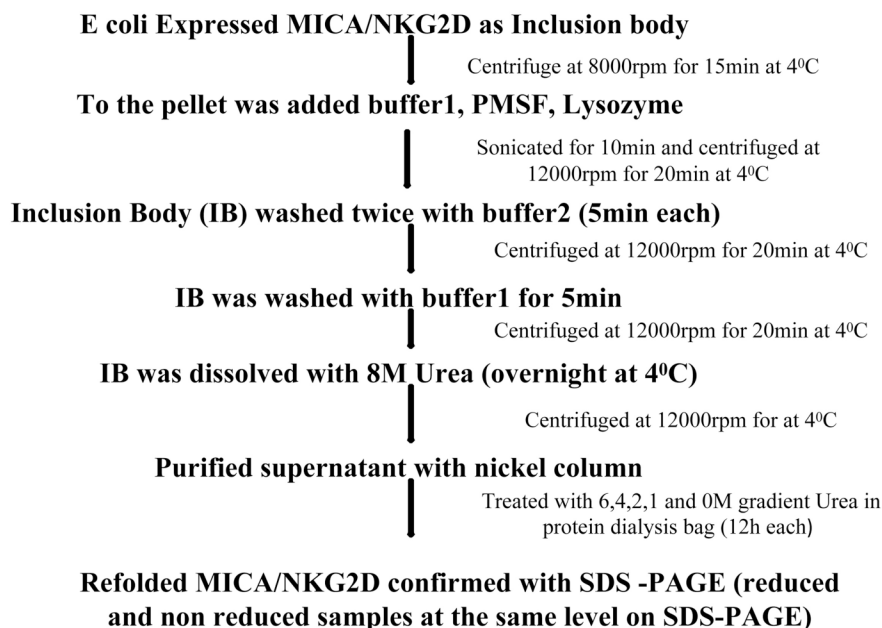 E coli Expressed MICA/NKG2D as Inclusion body
Centrifuge at 8000rpm for 15min at 4⁰C
To the pellet was added buffer1, PMSF, Lysozyme
Sonicated for 10min and centrifuged at
12000rpm for 20min at 4⁰C
Inclusion Body (IB) washed twice with buffer2 (5min each)
Centrifuged at 12000rpm for 20min at 4⁰C
IB was washed with buffer1 for 5min
Centrifuged at 12000rpm for 20min at 4⁰C
IB was dissolved with 8M Urea (overnight at 4⁰C)
Centrifuged at 12000rpm for at 4⁰C
Purified supernatant with nickel column
Treated with 6,4,2,1 and 0M gradient Urea in
protein dialysis bag (12h each)
Refolded MICA/NKG2D confirmed with SDS -PAGE (reduced
and non reduced samples at the same level on SDS-PAGE)